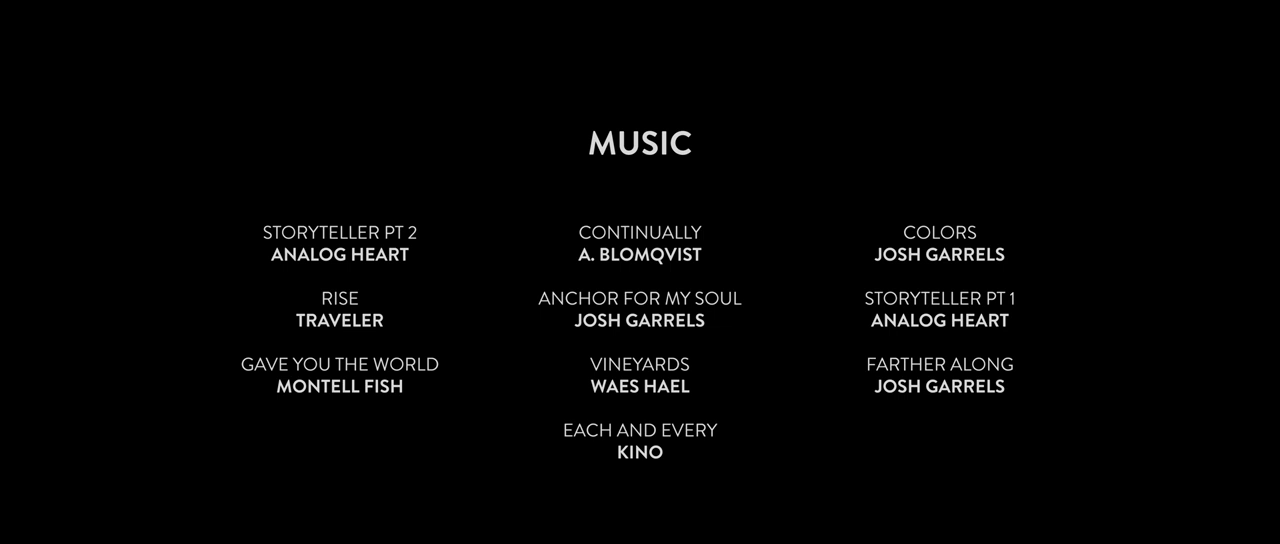 MUSIC
STORYTELLER PT 2
ANALOG HEART
RISE
TRAVELER
GAVE YOU THE WORLD
MONTELL FISH
CONTINUALLY
A. BLOMQVIST
ANCHOR FOR MY SOUL
JOSH GARRELS
VINEYARDS
WAES HAEL
EACH AND EVERY
KINO
COLORS
JOSH GARRELS
STORYTELLER PT 1
ANALOG HEART
FARTHER ALONG
JOSH GARRELS